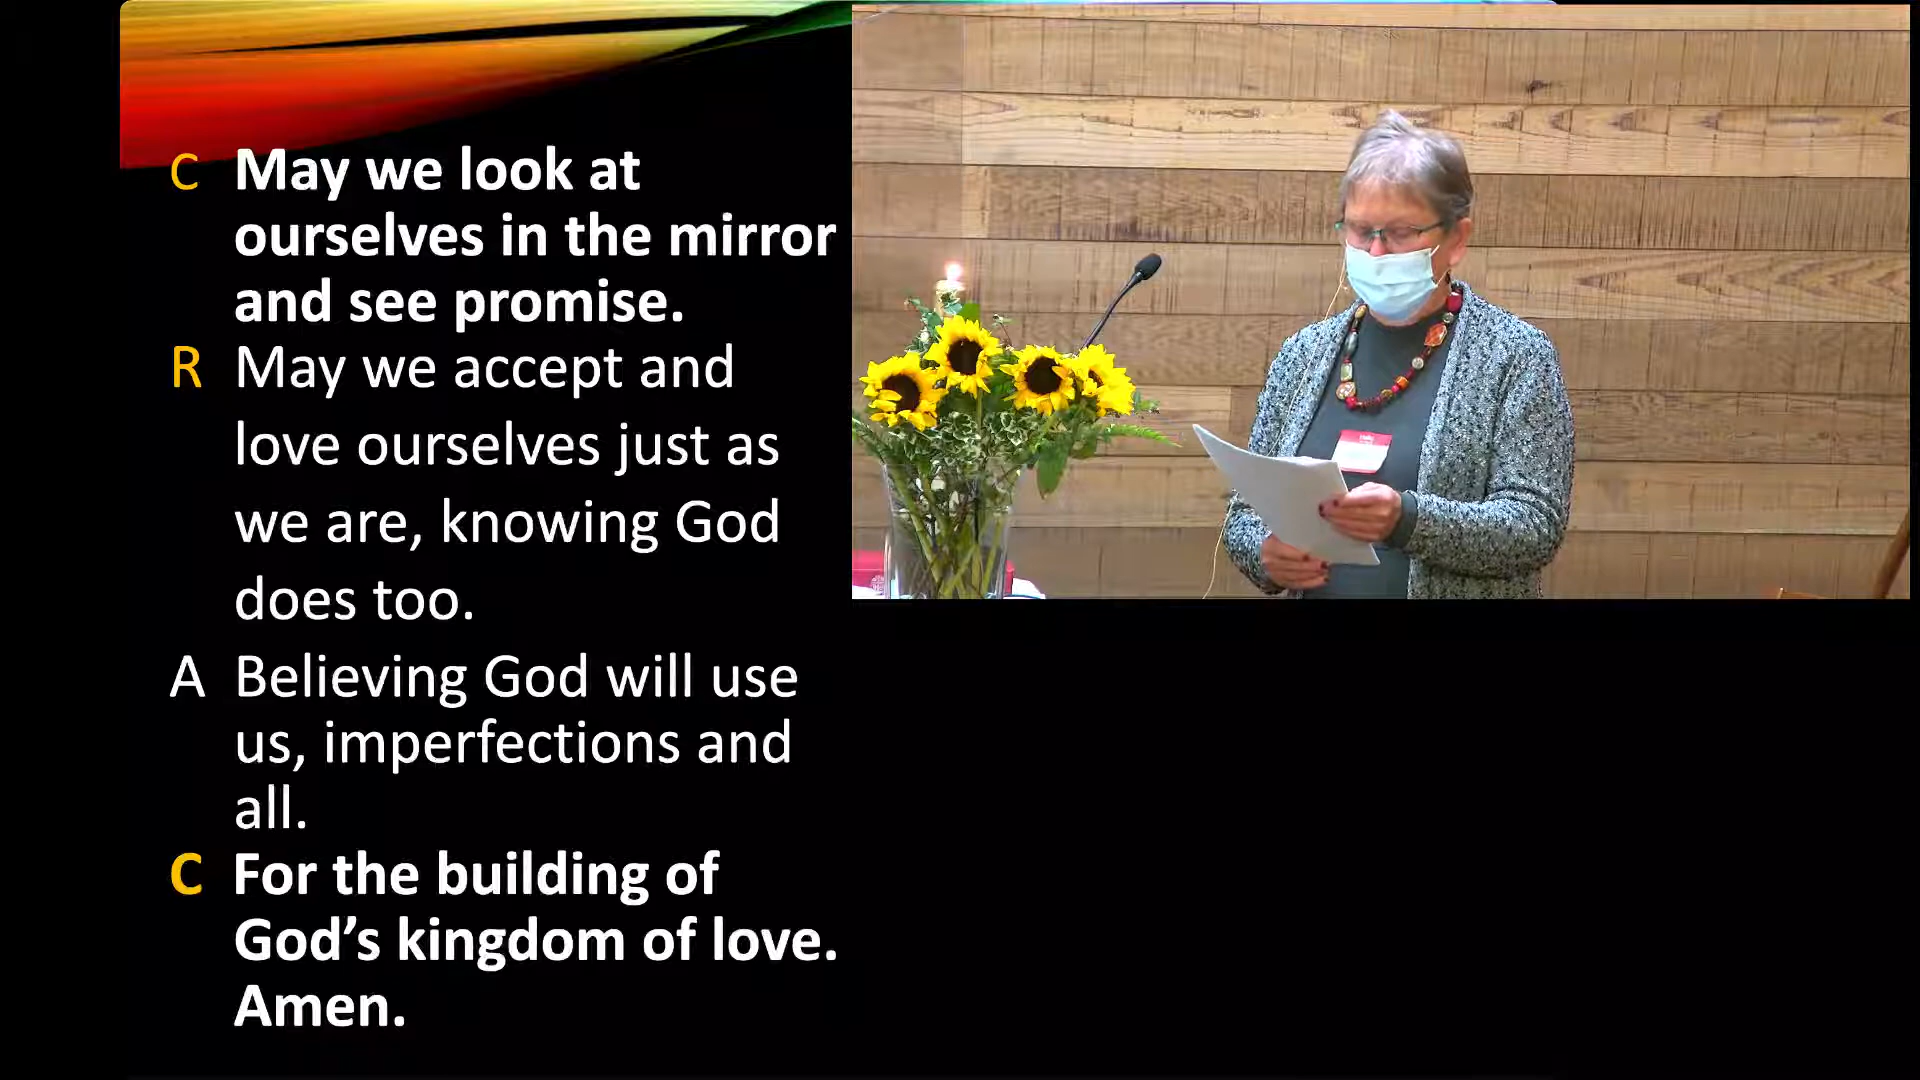 C May we look at
ourselves in the mirror
and see promise.
R May we accept and
love ourselves just as
we are, knowing God
does too.
A Believing God will use
us, imperfections and
all.
C For the building of
God’s kingdom of love.
Amen.